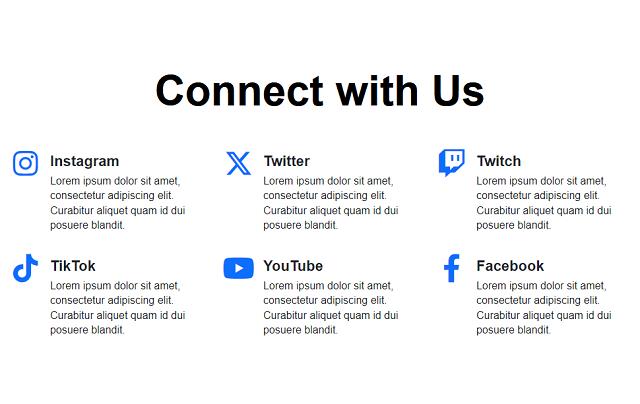 Connect with Us
Instagram
Lorem ipsum dolor sit amet,
consectetur adipiscing elit.
Curabitur aliquet quam id dui
posuere blandit.
Twitter
Lorem ipsum dolor sit amet,
consectetur adipiscing elit.
Curabitur aliquet quam id dui
posuere blandit.
Twitch
Lorem ipsum dolor sit amet,
consectetur adipiscing elit.
Curabitur aliquet quam id dui
posuere blandit.
TikTok
Lorem ipsum dolor sit amet,
consectetur adipiscing elit.
Curabitur aliquet quam id dui
posuere blandit.
YouTube
Lorem ipsum dolor sit amet,
consectetur adipiscing elit.
Curabitur aliquet quam id dui
posuere blandit.
Facebook
Lorem ipsum dolor sit amet,
consectetur adipiscing elit.
Curabitur aliquet quam id dui
posuere blandit.